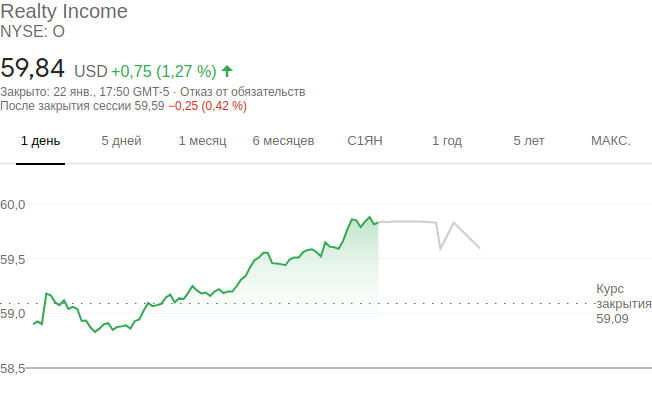 Realty Income
NYSE: O
59,84 USD +0,75 (1,27 %)
Закрыто: 22 янв., 17:50 GMT-5 · Отказ от обязательств
После закрытия сессии 59,59 −0,25 (0,42 %)
1 день 5 дней 1 месяц 6 месяцев С1ЯН 1 год 5 лет МАКС.
60,0
59,5
59,0
58,5
Курс
закрытия
59,09